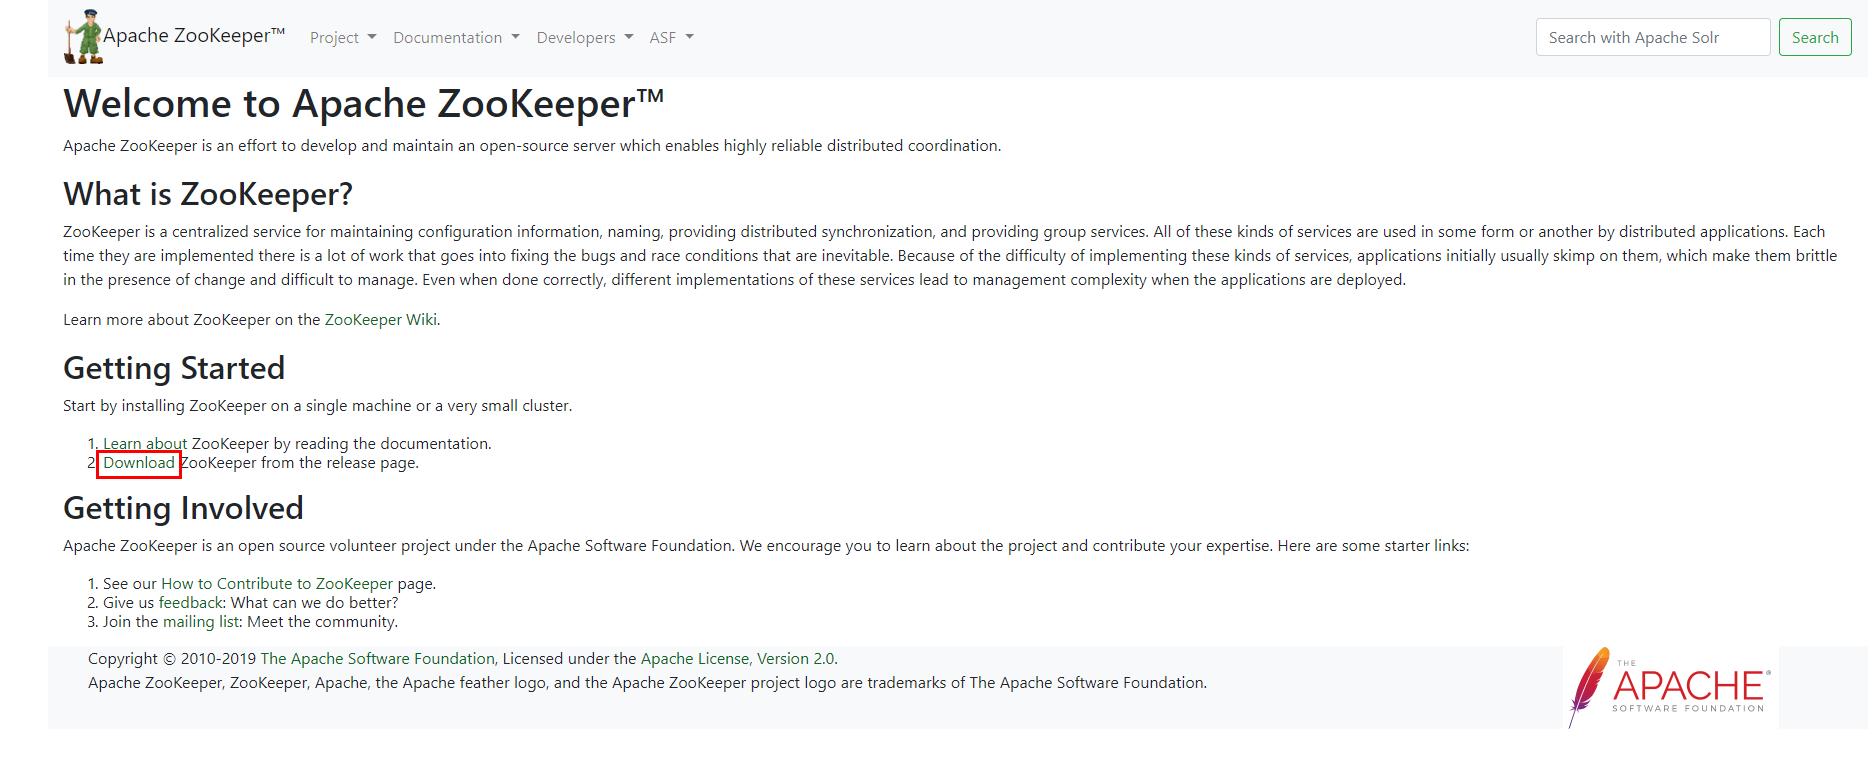 Apache ZooKeeper™ Project Documentation Developers ASF Search with Apache Solr Search
Welcome to Apache ZooKeeper™
Apache ZooKeeper is an effort to develop and maintain an open-source server which enables highly reliable distributed coordination.
What is ZooKeeper?
ZooKeeper is a centralized service for maintaining configuration information, naming, providing distributed synchronization, and providing group services. All of these kinds of services are used in some form or another by distributed applications. Each
time they are implemented there is a lot of work that goes into fixing the bugs and race conditions that are inevitable. Because of the difficulty of implementing these kinds of services, applications initially usually skimp on them, which make them brittle
in the presence of change and difficult to manage. Even when done correctly, different implementations of these services lead to management complexity when the applications are deployed.
Learn more about ZooKeeper on the ZooKeeper Wiki.
Getting Started
Start by installing ZooKeeper on a single machine or a very small cluster.
1. Learn about ZooKeeper by reading the documentation.
2. Download ZooKeeper from the release page.
Getting Involved
Apache ZooKeeper is an open source volunteer project under the Apache Software Foundation. We encourage you to learn about the project and contribute your expertise. Here are some starter links:
1. See our How to Contribute to ZooKeeper page.
2. Give us feedback: What can we do better?
3. Join the mailing list: Meet the community.
Copyright © 2010-2019 The Apache Software Foundation, Licensed under the Apache License, Version 2.0.
Apache ZooKeeper, ZooKeeper, Apache, the Apache feather logo, and the Apache ZooKeeper project logo are trademarks of The Apache Software Foundation.
THE
APACHE®
SOFTWARE FOUNDATION